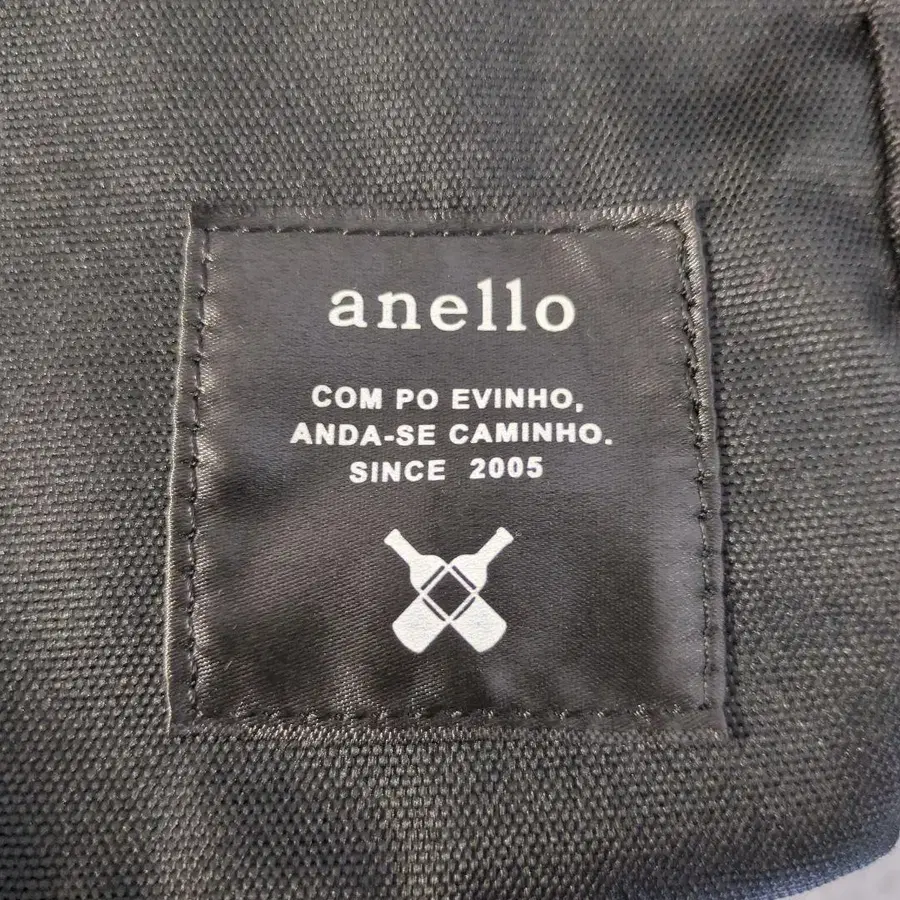 anello
COM PO EVINHO,
ANDA-SE CAMINHO.
SINCE 2005